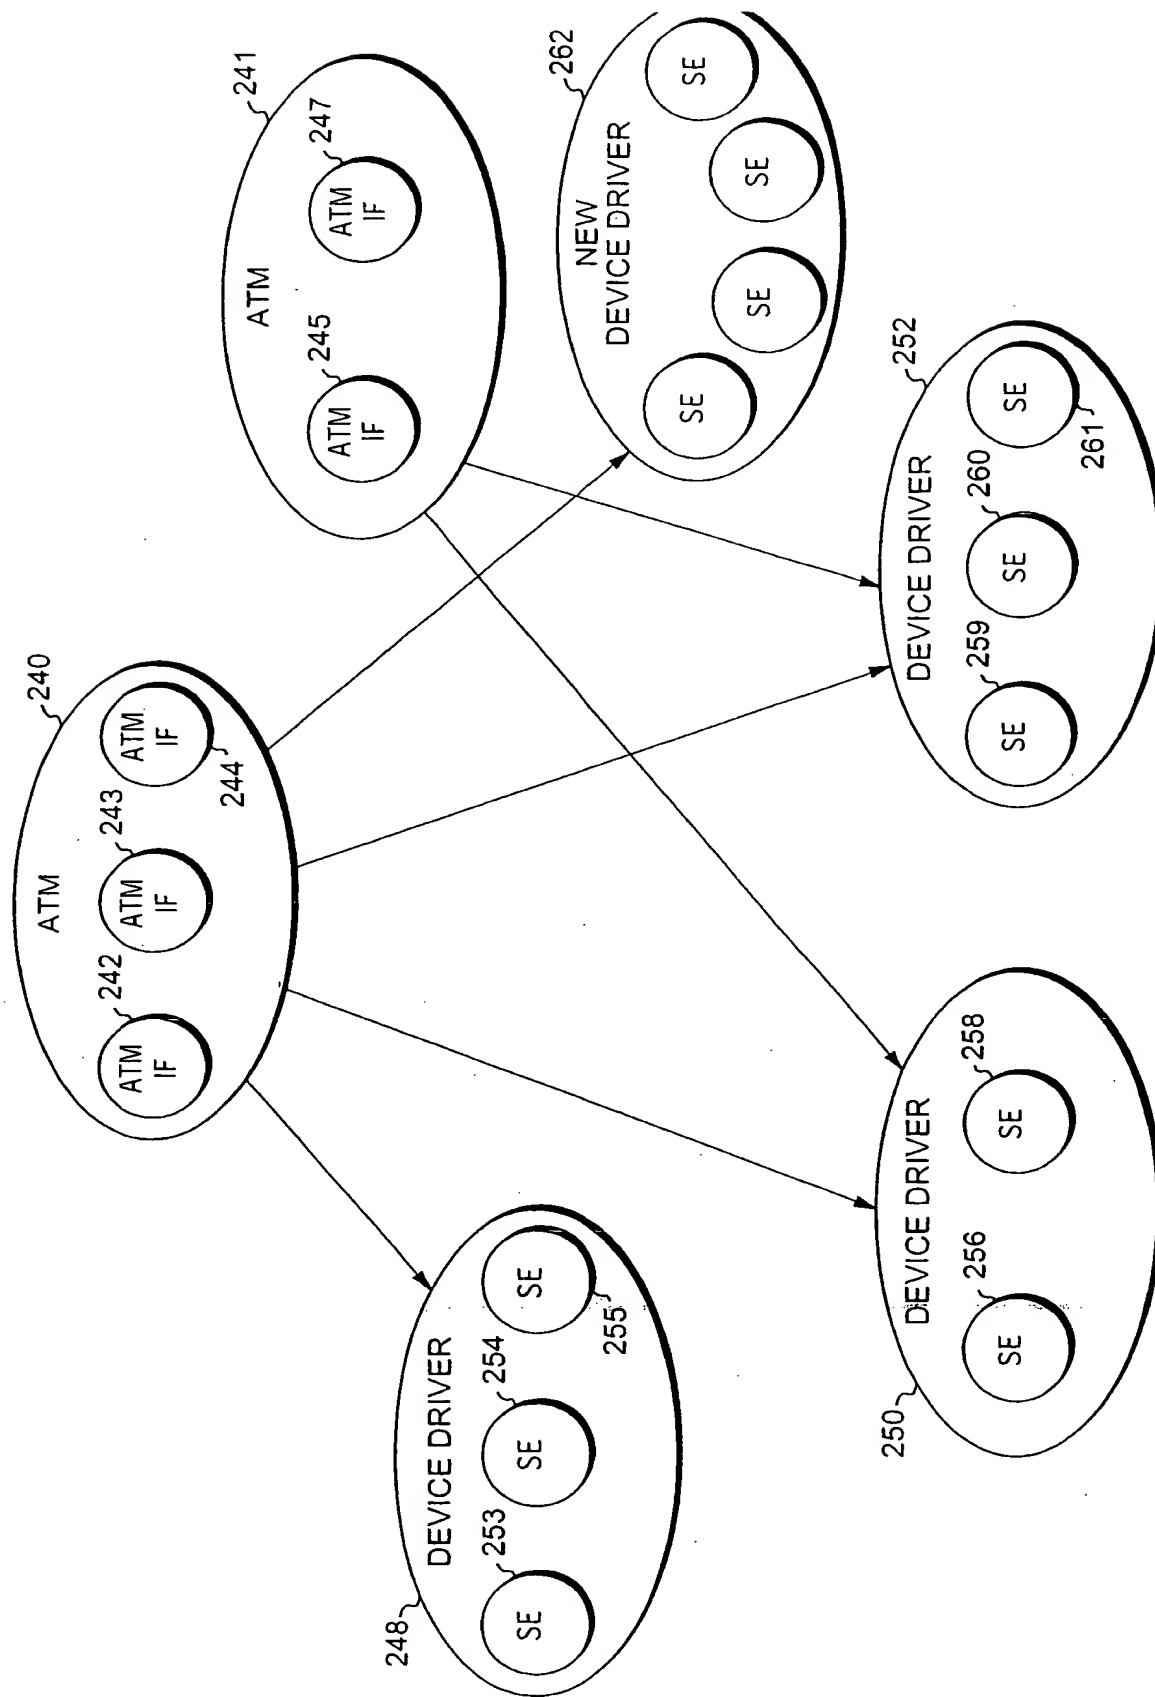 240
ATM
242
243
244
ATM
IF
ATM
IF
ATM
IF
241
ATM
245
247
ATM
IF
ATM
IF
248
DEVICE DRIVER
253
254
255
SE
SE
SE
262
NEW
DEVICE DRIVER
SE
SE
SE
SE
250
DEVICE DRIVER
256
258
SE
SE
252
DEVICE DRIVER
259
260
261
SE
SE
SE